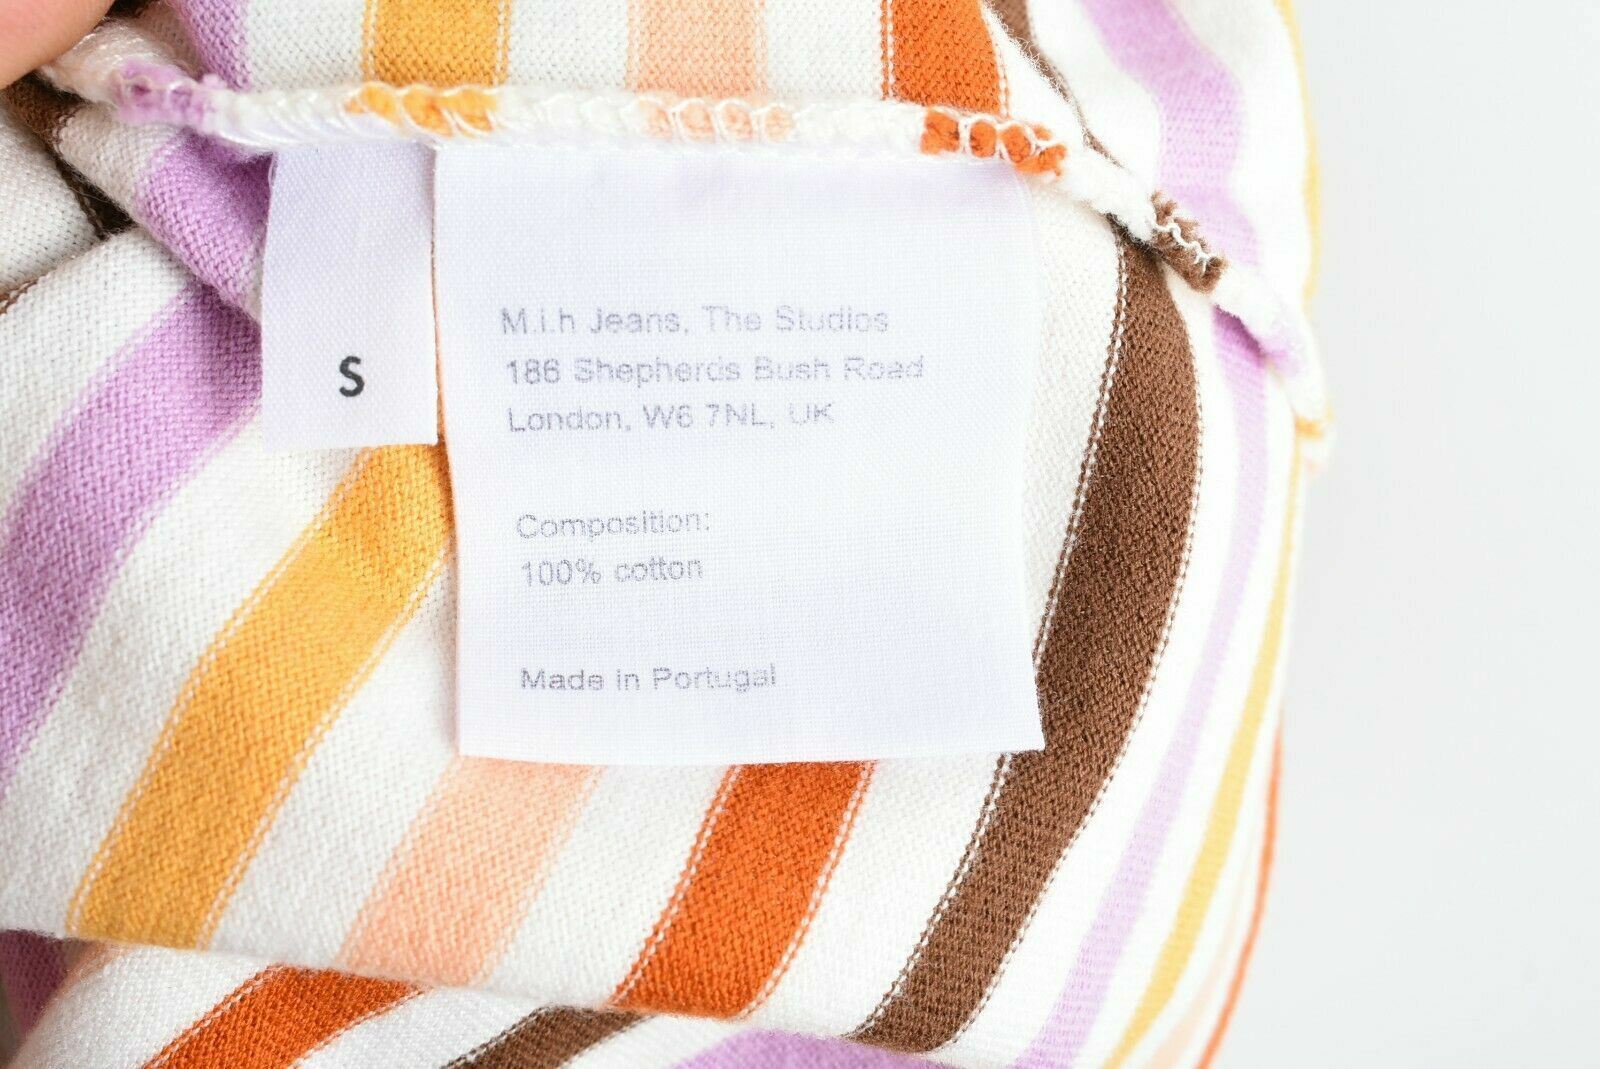 S
M.i.h Jeans, The Studios
186 Shepherds Bush Road
London, W6 7NL, UK
Composition:
100% cotton
Made in Portugal